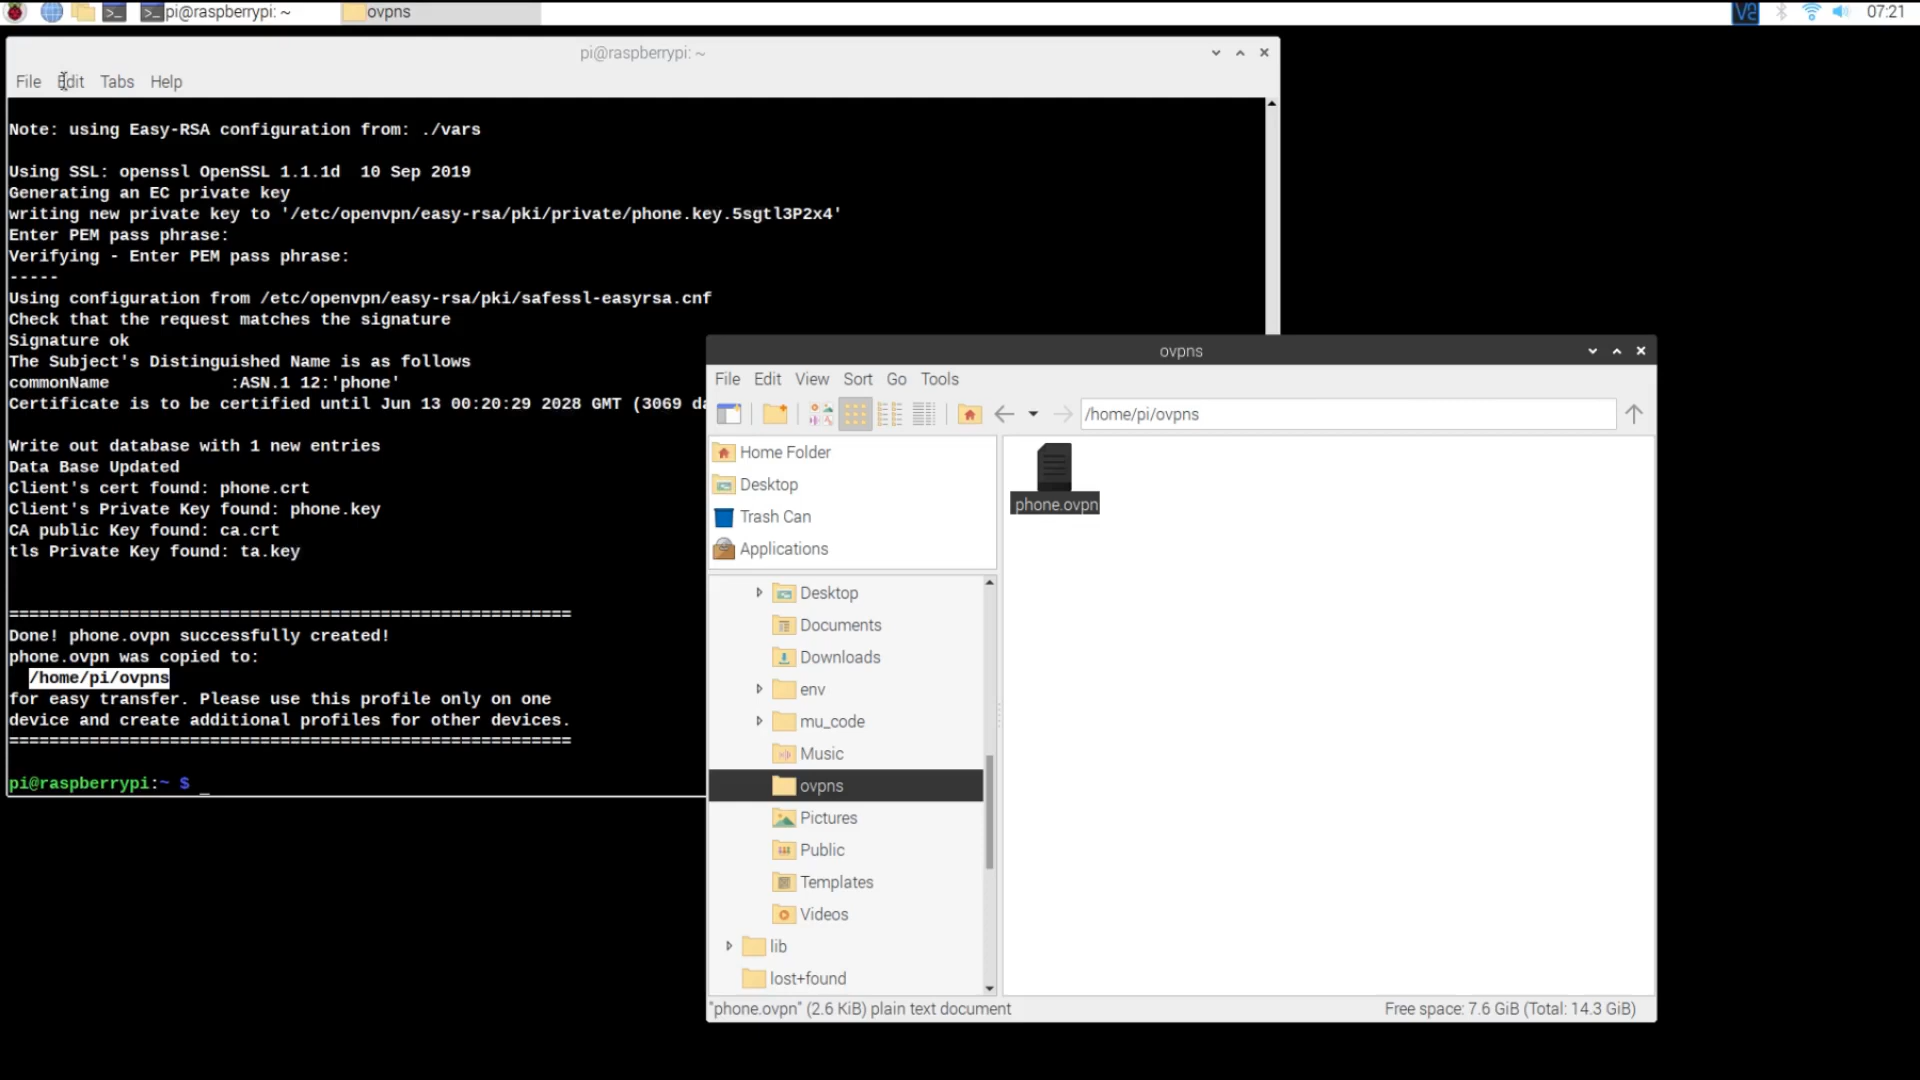 pi@raspberrypi: ~
ovpns
07:21
pi@raspberrypi: ~
File Edit Tabs Help
Note: using Easy-RSA configuration from: ./vars
Using SSL: openssl OpenSSL 1.1.1d  10 Sep 2019
Generating an EC private key
writing new private key to '/etc/openvpn/easy-rsa/pki/private/phone.key.5sgtl3P2x4'
Enter PEM pass phrase:
Verifying - Enter PEM pass phrase:
-----
Using configuration from /etc/openvpn/easy-rsa/pki/safessl-easyrsa.cnf
Check that the request matches the signature
Signature ok
The Subject's Distinguished Name is as follows
commonName            :ASN.1 12:'phone'
Certificate is to be certified until Jun 13 00:20:29 2028 GMT (3069 da
Write out database with 1 new entries
Data Base Updated
Client's cert found: phone.crt
Client's Private Key found: phone.key
CA public Key found: ca.crt
tls Private Key found: ta.key
========================================================
Done! phone.ovpn successfully created!
phone.ovpn was copied to:
/home/pi/ovpns
for easy transfer. Please use this profile only on one
device and create additional profiles for other devices.
========================================================
pi@raspberrypi:~ $ _
ovpns
File Edit View Sort Go Tools
/home/pi/ovpns
Home Folder
Desktop
Trash Can
Applications
Desktop
Documents
Downloads
env
mu_code
Music
ovpns
Pictures
Public
Templates
Videos
lib
lost+found
phone.ovpn
"phone.ovpn" (2.6 KiB) plain text document
Free space: 7.6 GiB (Total: 14.3 GiB)